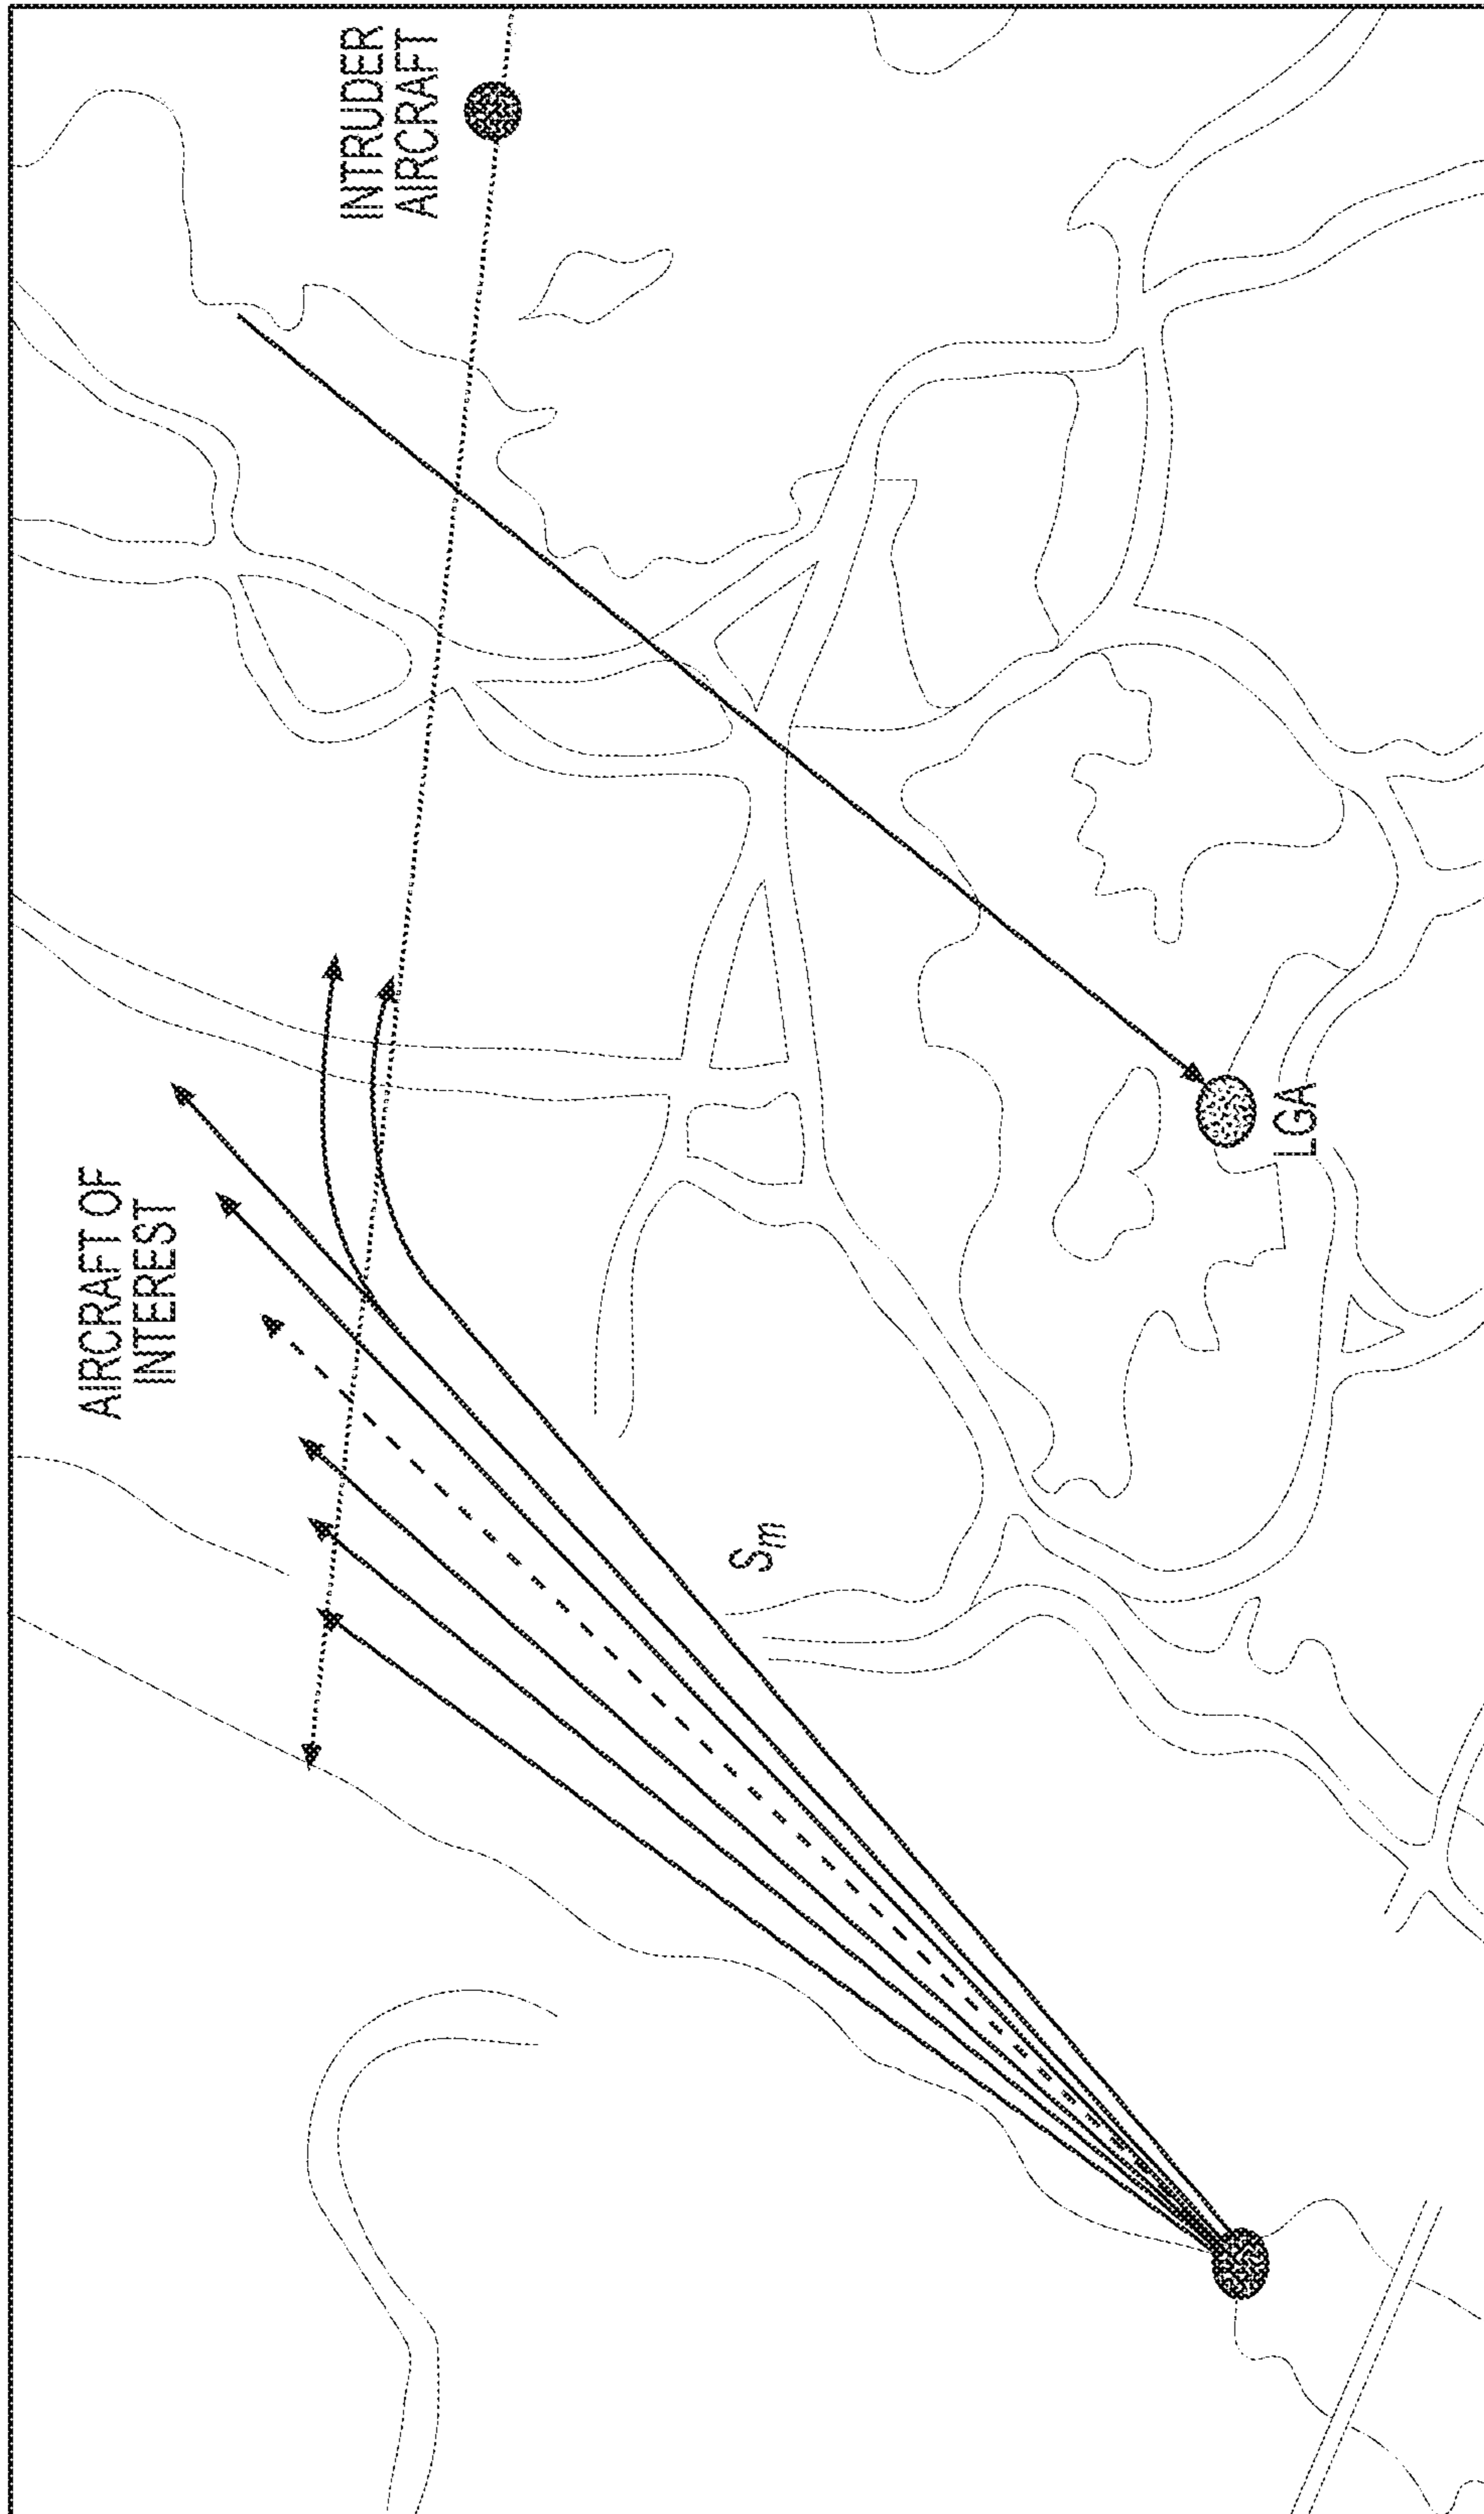 AIRCRAFT OF
INTEREST
INTRUDER
AIRCRAFT
Sm
LGA